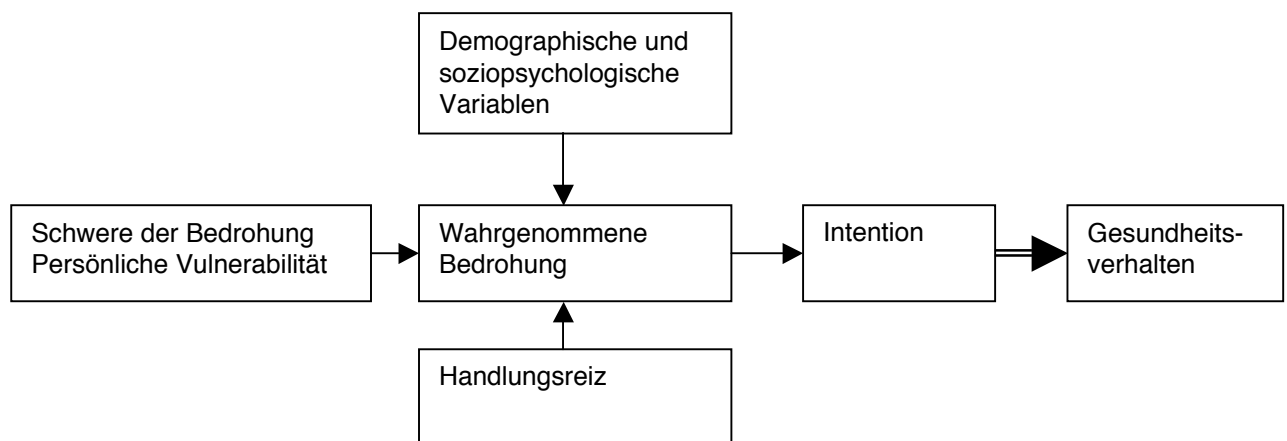 Demographische und
soziopsychologische
Variablen
Schwere der Bedrohung
Persönliche Vulnerabilität
Wahrgenommene
Bedrohung
Intention
Gesundheits-
verhalten
Handlungsreiz